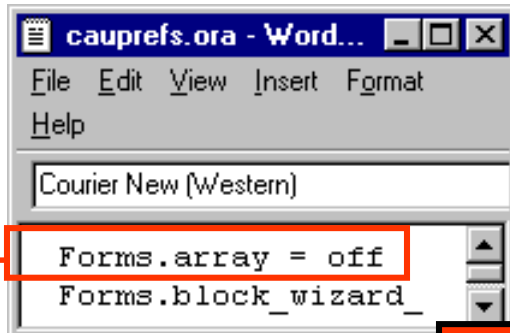 cauprefs.ora - Word...
File Edit View Insert Format
Help
Courier New (Western)
Forms.array = off
Forms.block_wizard_